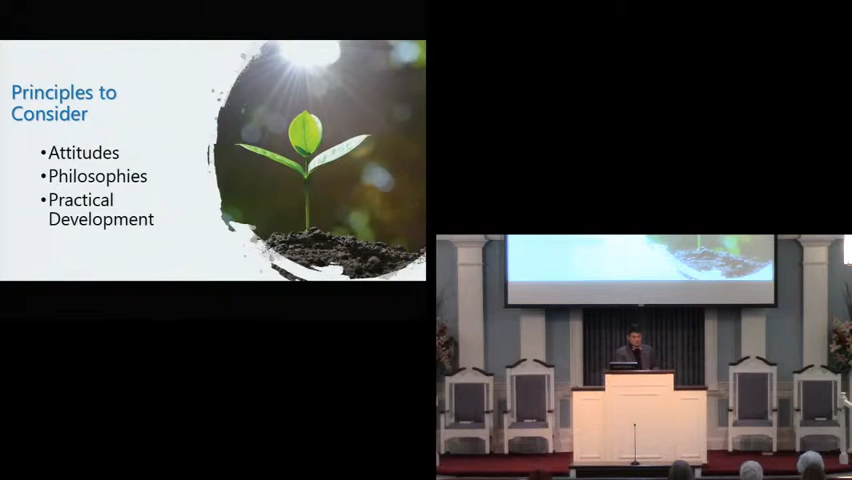 Principles to
Consider
•Attitudes
•Philosophies
•Practical
Development